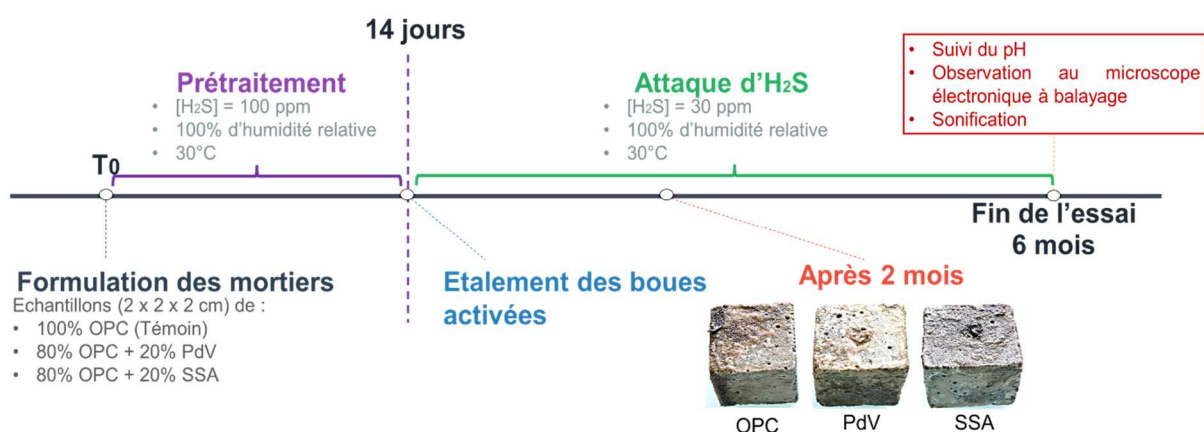 14 jours
Prétraitement
• [H₂S] = 100 ppm
• 100% d’humidité relative
• 30°C
Attaque d’H₂S
• [H₂S] = 30 ppm
• 100% d’humidité relative
• 30°C
• Suivi du pH
• Observation au microscope
électronique à balayage
• Sonification
T₀
Formulation des mortiers
Echantillons (2 x 2 x 2 cm) de :
• 100% OPC (Témoin)
• 80% OPC + 20% PdV
• 80% OPC + 20% SSA
Etalement des boues
activées
Après 2 mois
OPC
PdV
SSA
Fin de l’essai
6 mois